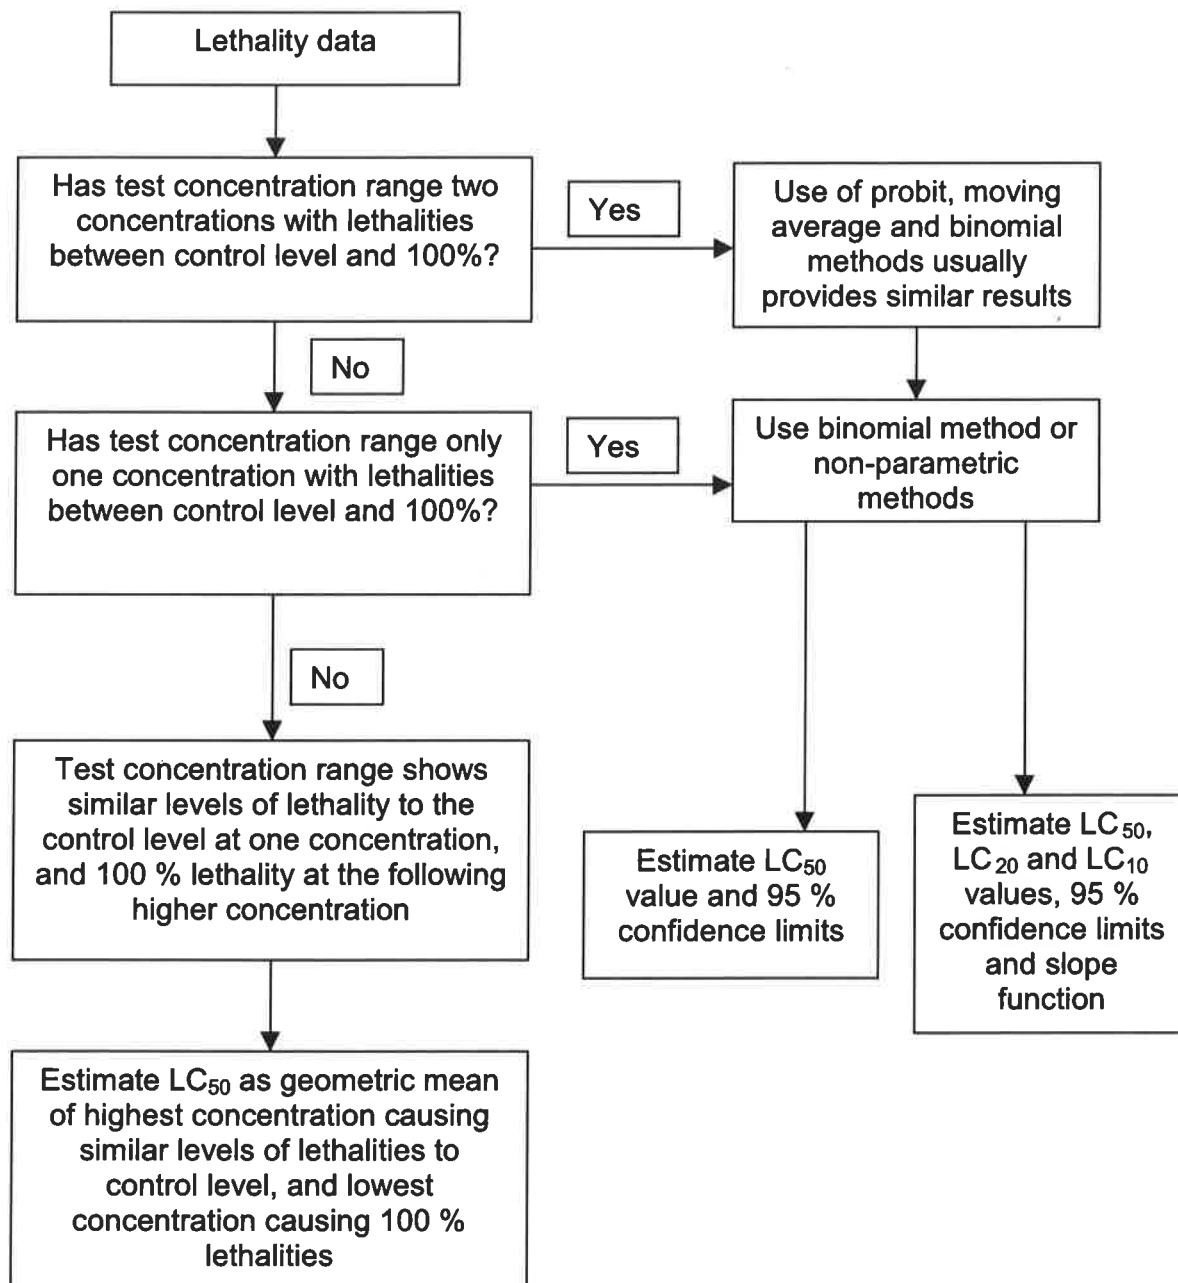 Lethality data
Has test concentration range two
concentrations with lethalities
between control level and 100%?
Yes
Use of probit, moving
average and binomial
methods usually
provides similar results
No
Has test concentration range only
one concentration with lethalities
between control level and 100%?
Yes
Use binomial method or
non-parametric
methods
No
Test concentration range shows
similar levels of lethality to the
control level at one concentration,
and 100 % lethality at the following
higher concentration
Estimate LC50
value and 95 %
confidence limits
Estimate LC50,
LC20 and LC10
values, 95 %
confidence limits
and slope
function
Estimate LC50 as geometric mean
of highest concentration causing
similar levels of lethalities to
control level, and lowest
concentration causing 100 %
lethalities